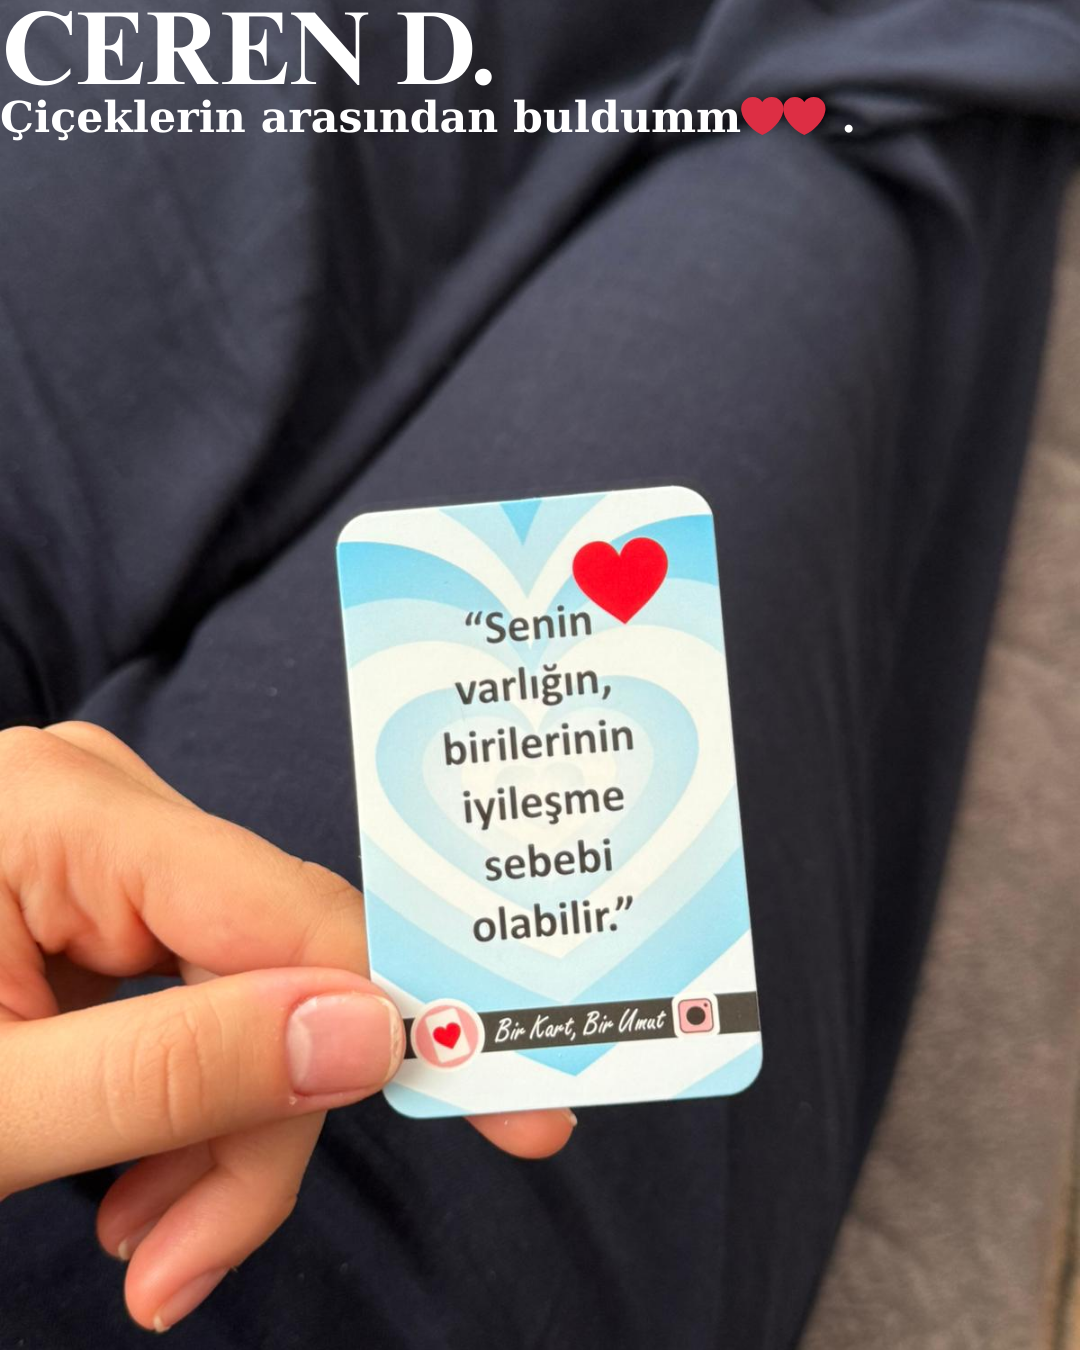 CEREN D.
Çiçeklerin arasından buldumm❤️❤️ .
“Senin
varlığın,
birilerinin
iyileşme
sebebi
olabilir.”
Bir Kart, Bir Umut